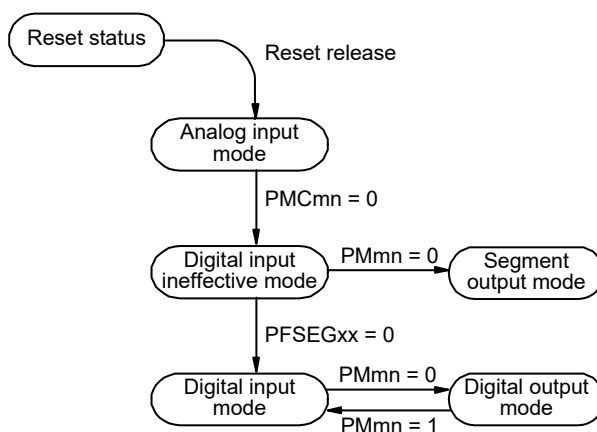 Reset status
Reset release
Analog input
mode
PMCmn = 0
Digital input
ineffective mode
PMmn = 0
Segment
output mode
PFSEGxx = 0
Digital input
mode
PMmn = 0
Digital output
mode
PMmn = 1